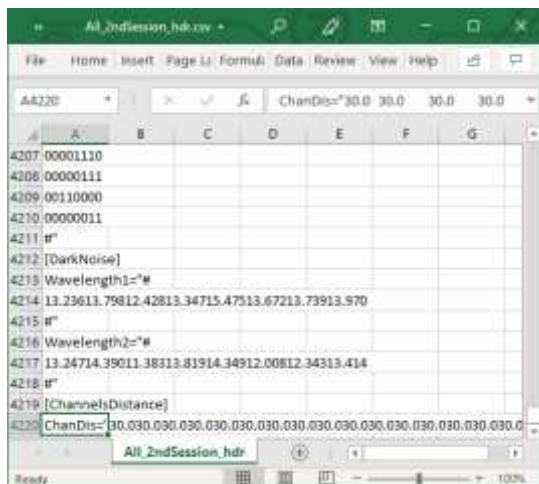 All_2ndSession_hdr.csv
File Home Insert Page La Formula Data Review View Help
A4220 fx ChanDis="30.0 30.0 30.0 30.0
A B C D E F G
4207 00001110
4208 00000111
4209 00110000
4210 00000011
4211 #"
4212 [DarkNoise]
4213 Wavelength1="#
4214 13.23613.79812.42813.34715.47513.67213.73913.970
4215 #"
4216 Wavelength2="#
4217 13.24714.39011.38313.81914.34912.00812.34313.414
4218 #"
4219 [ChannelsDistance]
4220 ChanDis="30.030.030.030.030.030.030.030.030.030.030.030.030.030.0
All_2ndSession_hdr
Ready 100%